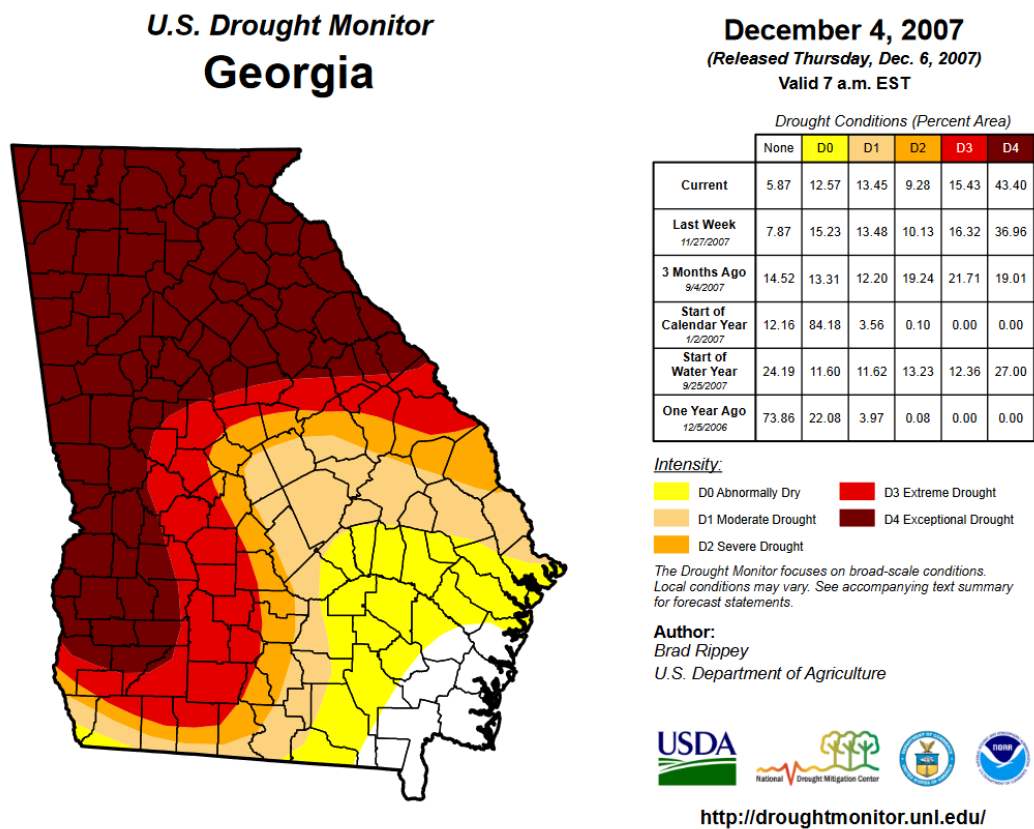 U.S. Drought Monitor
Georgia
December 4, 2007
(Released Thursday, Dec. 6, 2007)
Valid 7 a.m. EST
Drought Conditions (Percent Area)
None D0 D1 D2 D3 D4
Current 5.87 12.57 13.45 9.28 15.43 43.40
Last Week
11/27/2007 7.87 15.23 13.48 10.13 16.32 36.96
3 Months Ago
9/4/2007 14.52 13.31 12.20 19.24 21.71 19.01
Start of
Calendar Year
1/2/2007 12.16 84.18 3.56 0.10 0.00 0.00
Start of
Water Year
9/25/2007 24.19 11.60 11.62 13.23 12.36 27.00
One Year Ago
12/5/2006 73.86 22.08 3.97 0.08 0.00 0.00
Intensity:
D0 Abnormally Dry
D1 Moderate Drought
D2 Severe Drought
D3 Extreme Drought
D4 Exceptional Drought
The Drought Monitor focuses on broad-scale conditions.
Local conditions may vary. See accompanying text summary
for forecast statements.
Author:
Brad Rippey
U.S. Department of Agriculture
USDA
National Drought Mitigation Center
NOAA
http://droughtmonitor.unl.edu/